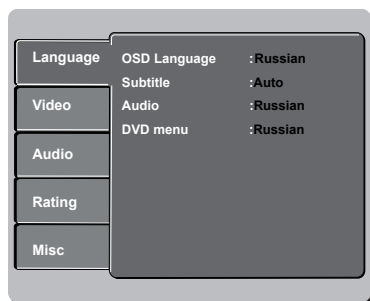 Language
Video
Audio
Rating
Misc
OSD Language :Russian
Subtitle :Auto
Audio :Russian
DVD menu :Russian